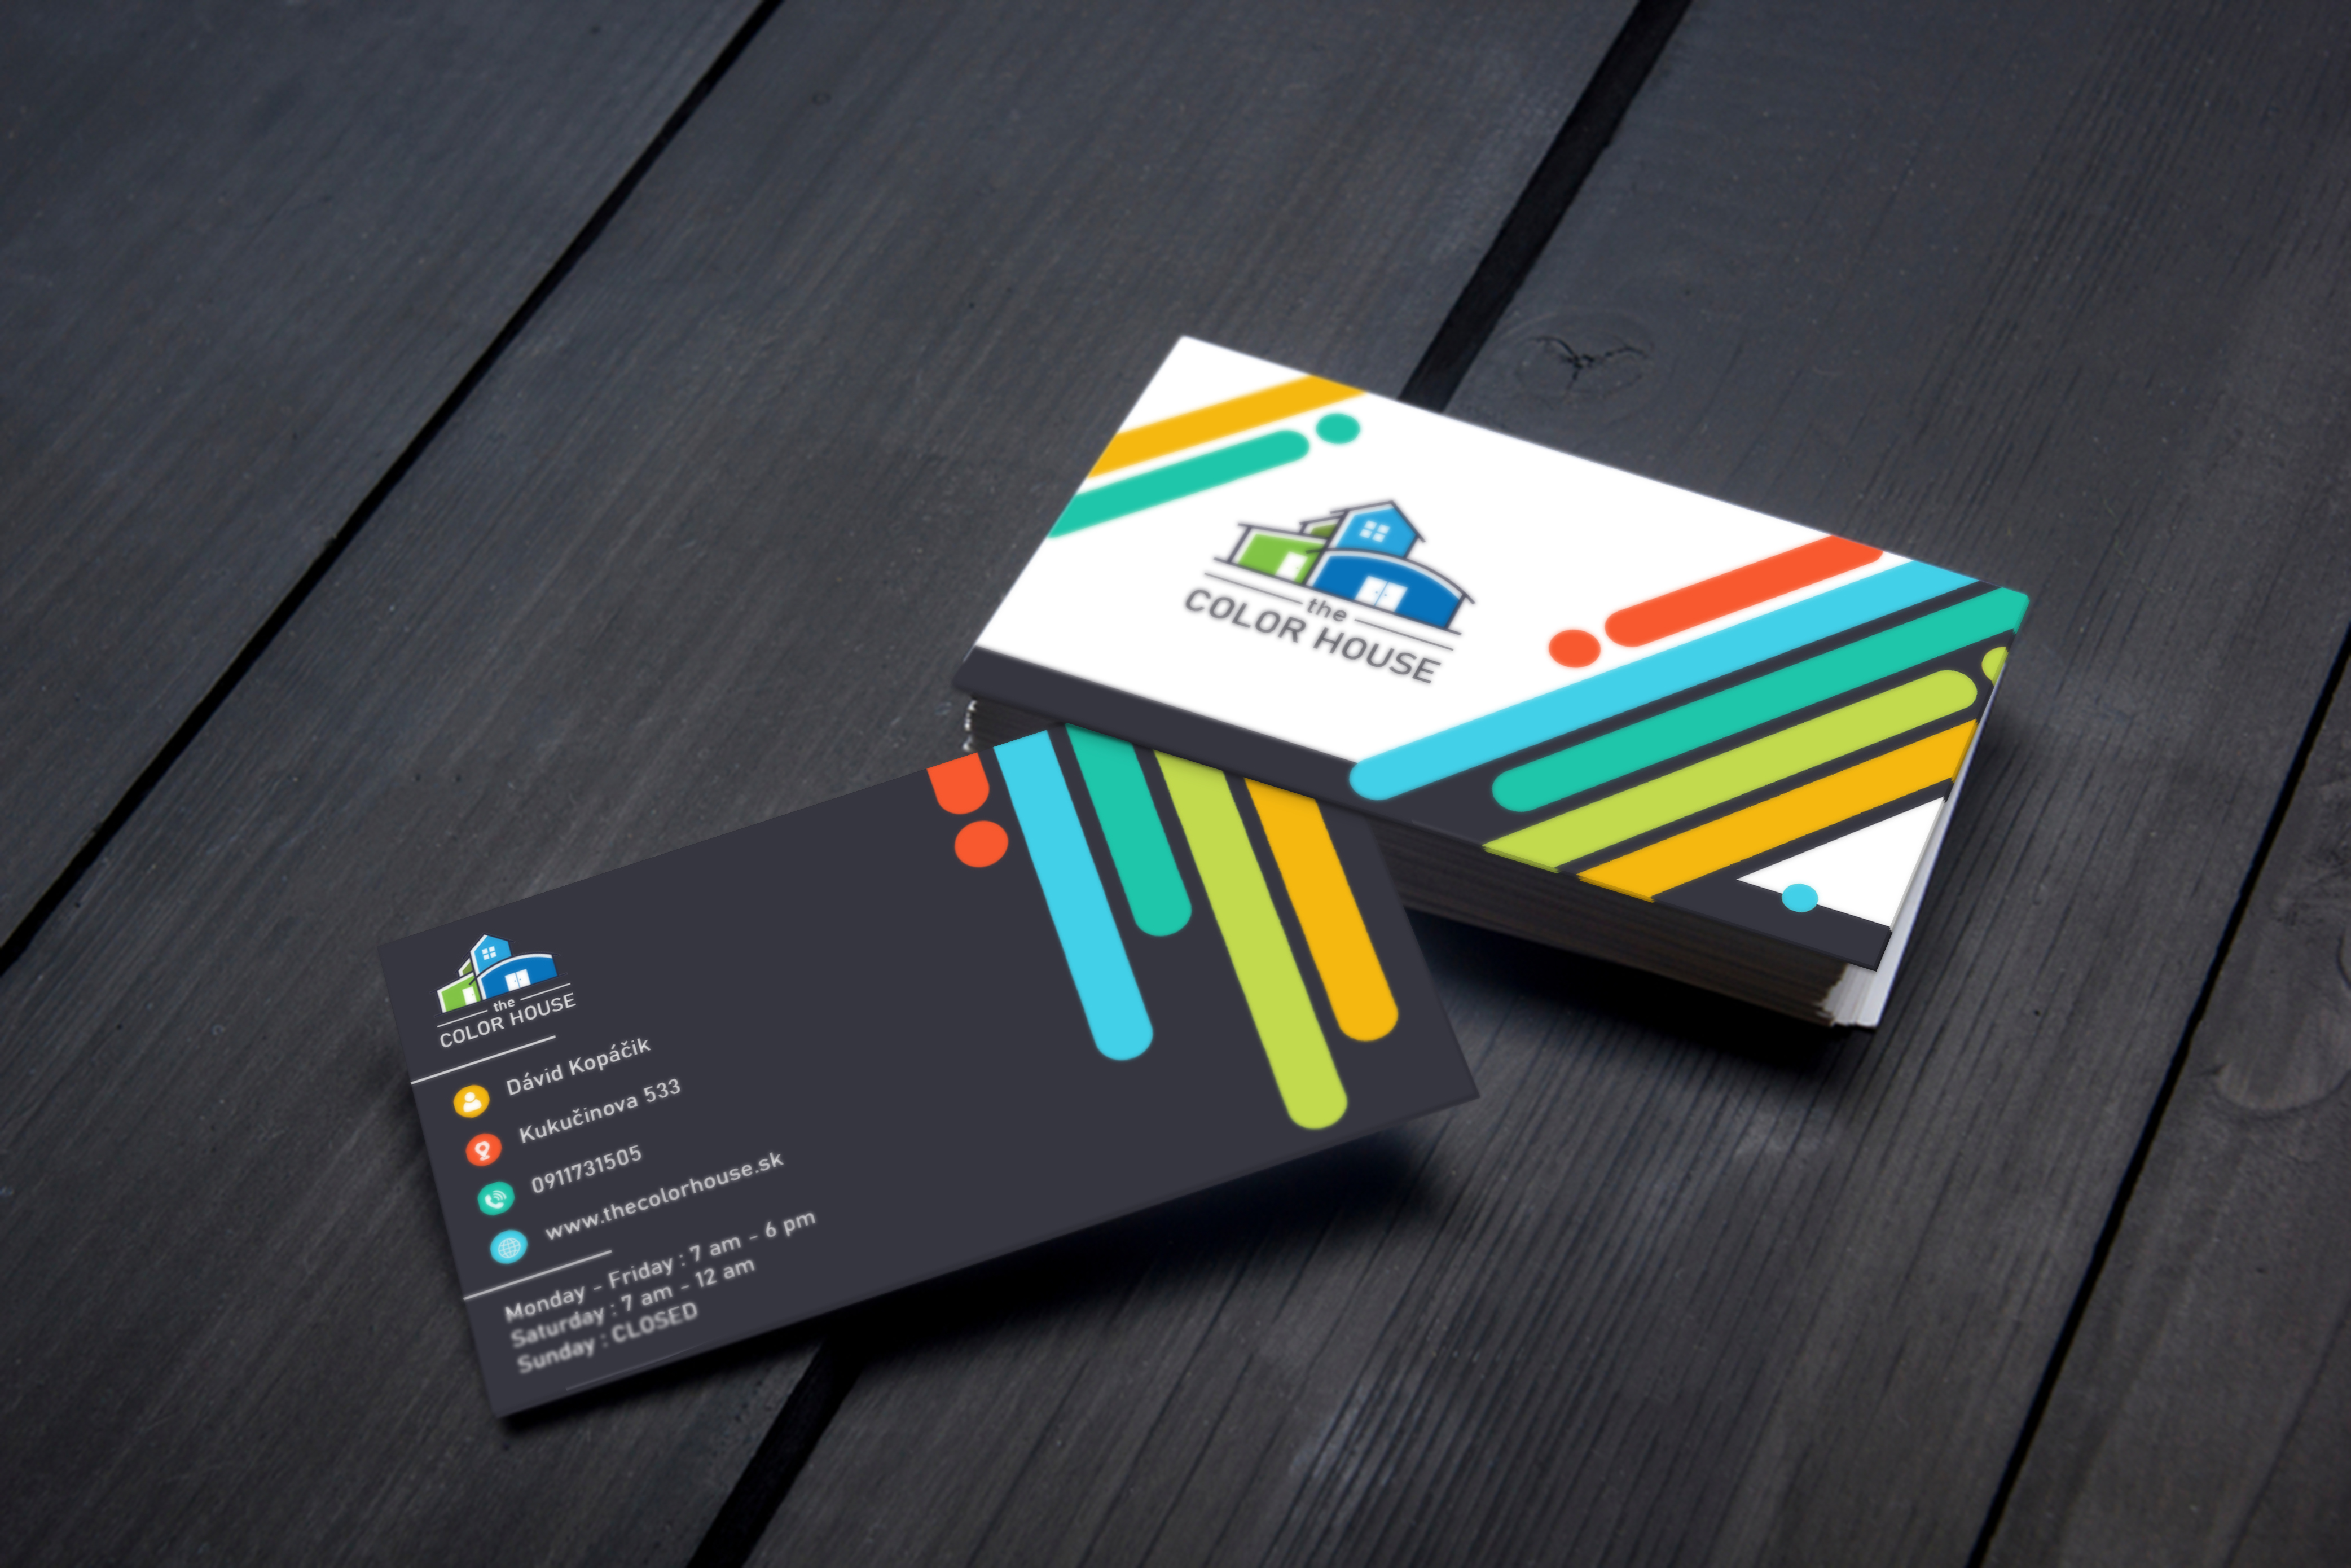 the
COLOR HOUSE
the
COLOR HOUSE
Dávid Kopáčik
Kukučinova 533
0911731505
www.thecolorhouse.sk
Monday - Friday : 7 am - 6 pm
Saturday : 7 am - 12 am
Sunday : CLOSED